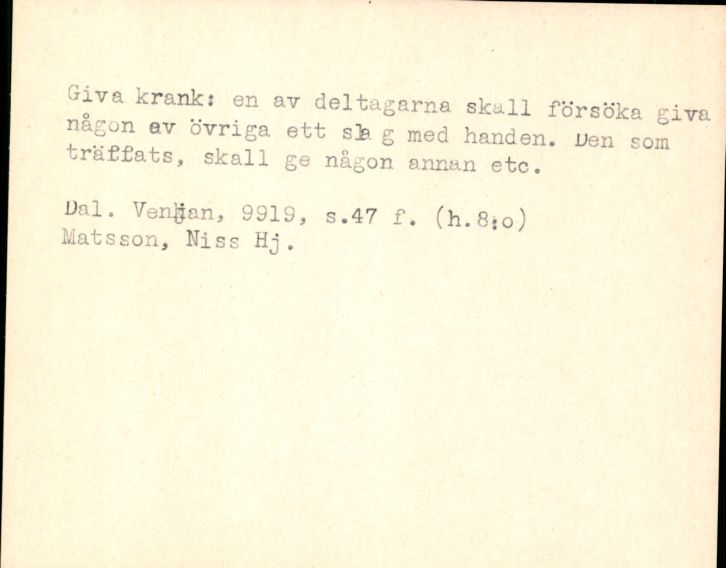 Giva krank: en av deltagarna skall försöka giva
någon av övriga ett slag med handen. Den som
träffats, skall ge någon annan etc.
Dal. Venjan, 9919, s.47 f. (h.8:o)
Matsson, Niss Hj.